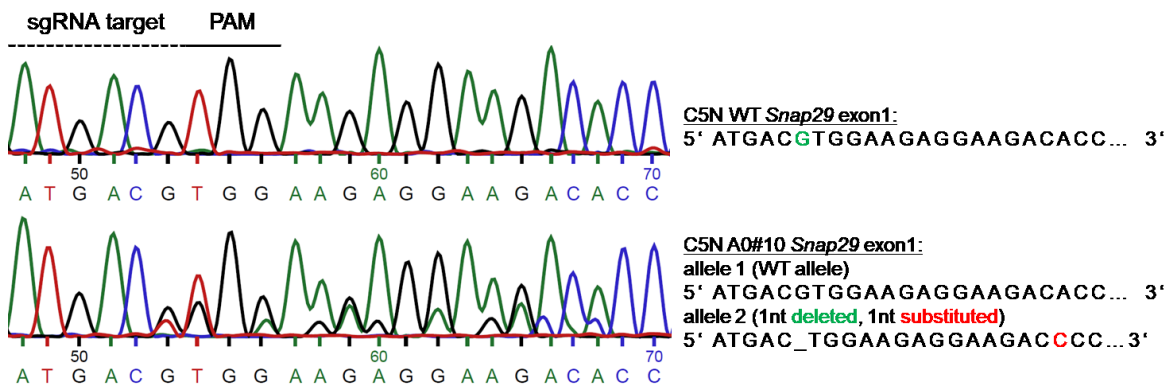 sgRNA target PAM
50 60 70
A T G A C G T G G A A G A G G A A G A C A C C
C5N WT Snap29 exon1:
5‘ ATGACGTGGAAGAGGAAGACACC... 3‘
50 60 70
A T G A C G T G G A A G A G G A A G A C A C C
C5N A0#10 Snap29 exon1:
allele 1 (WT allele)
5‘ ATGACGTGGAAGAGGAAGACACC... 3‘
allele 2 (1nt deleted, 1nt substituted)
5‘ ATGAC_TGGAAGAGGAAGACCCC...3‘